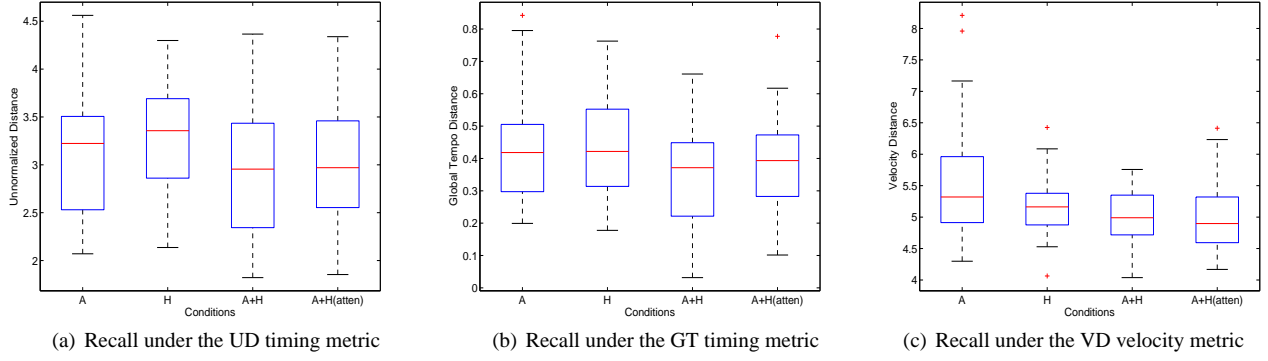 4.5
4
3.5
3
2.5
2
Unnormalized Distance
A H A+H A+H(atten)
Conditions
(a) Recall under the UD timing metric
0.8
0.7
0.6
0.5
0.4
0.3
0.2
0.1
0
Global Tempo Distance
A H A+H A+H(atten)
Conditions
(b) Recall under the GT timing metric
8
7.5
7
6.5
6
5.5
5
4.5
4
Velocity Distance
A H A+H A+H(atten)
Conditions
(c) Recall under the VD velocity metric